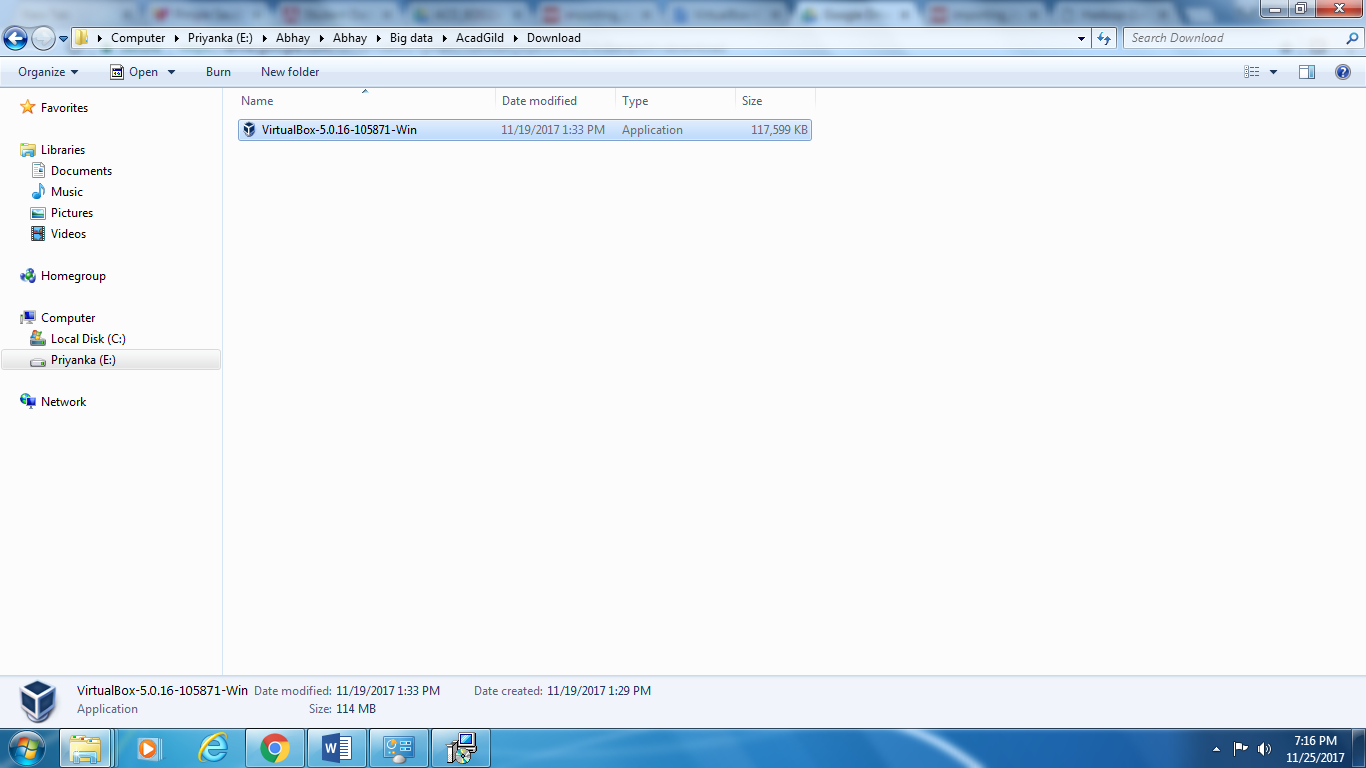 Computer Priyanka (E:) Abhay Abhay Big data AcadGild Download
Search Download
Organize Open Burn New folder
Name Date modified Type Size
VirtualBox-5.0.16-105871-Win 11/19/2017 1:33 PM Application 117,599 KB
Favorites
Libraries
Documents
Music
Pictures
Videos
Homegroup
Computer
Local Disk (C:)
Priyanka (E:)
Network
VirtualBox-5.0.16-105871-Win Date modified: 11/19/2017 1:33 PM Date created: 11/19/2017 1:29 PM
Application Size: 114 MB
7:16 PM
11/25/2017